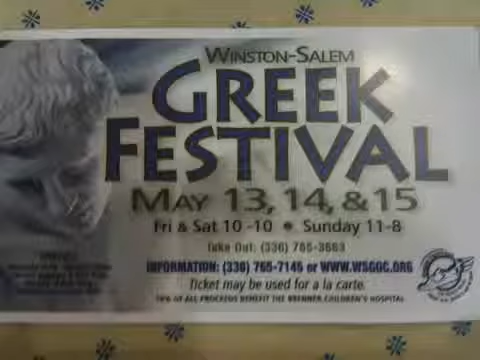 WINSTON-SALEM
GREEK
FESTIVAL
MAY 13, 14, & 15
Fri & Sat 10-10 • Sunday 11-8
Take Out: (336) 765-3663
INFORMATION: (336) 765-7145 or WWW.WSGOC.ORG
Ticket may be used for a la carte.
10% OF ALL PROCEEDS BENEFIT THE BRENNER CHILDREN'S HOSPITAL